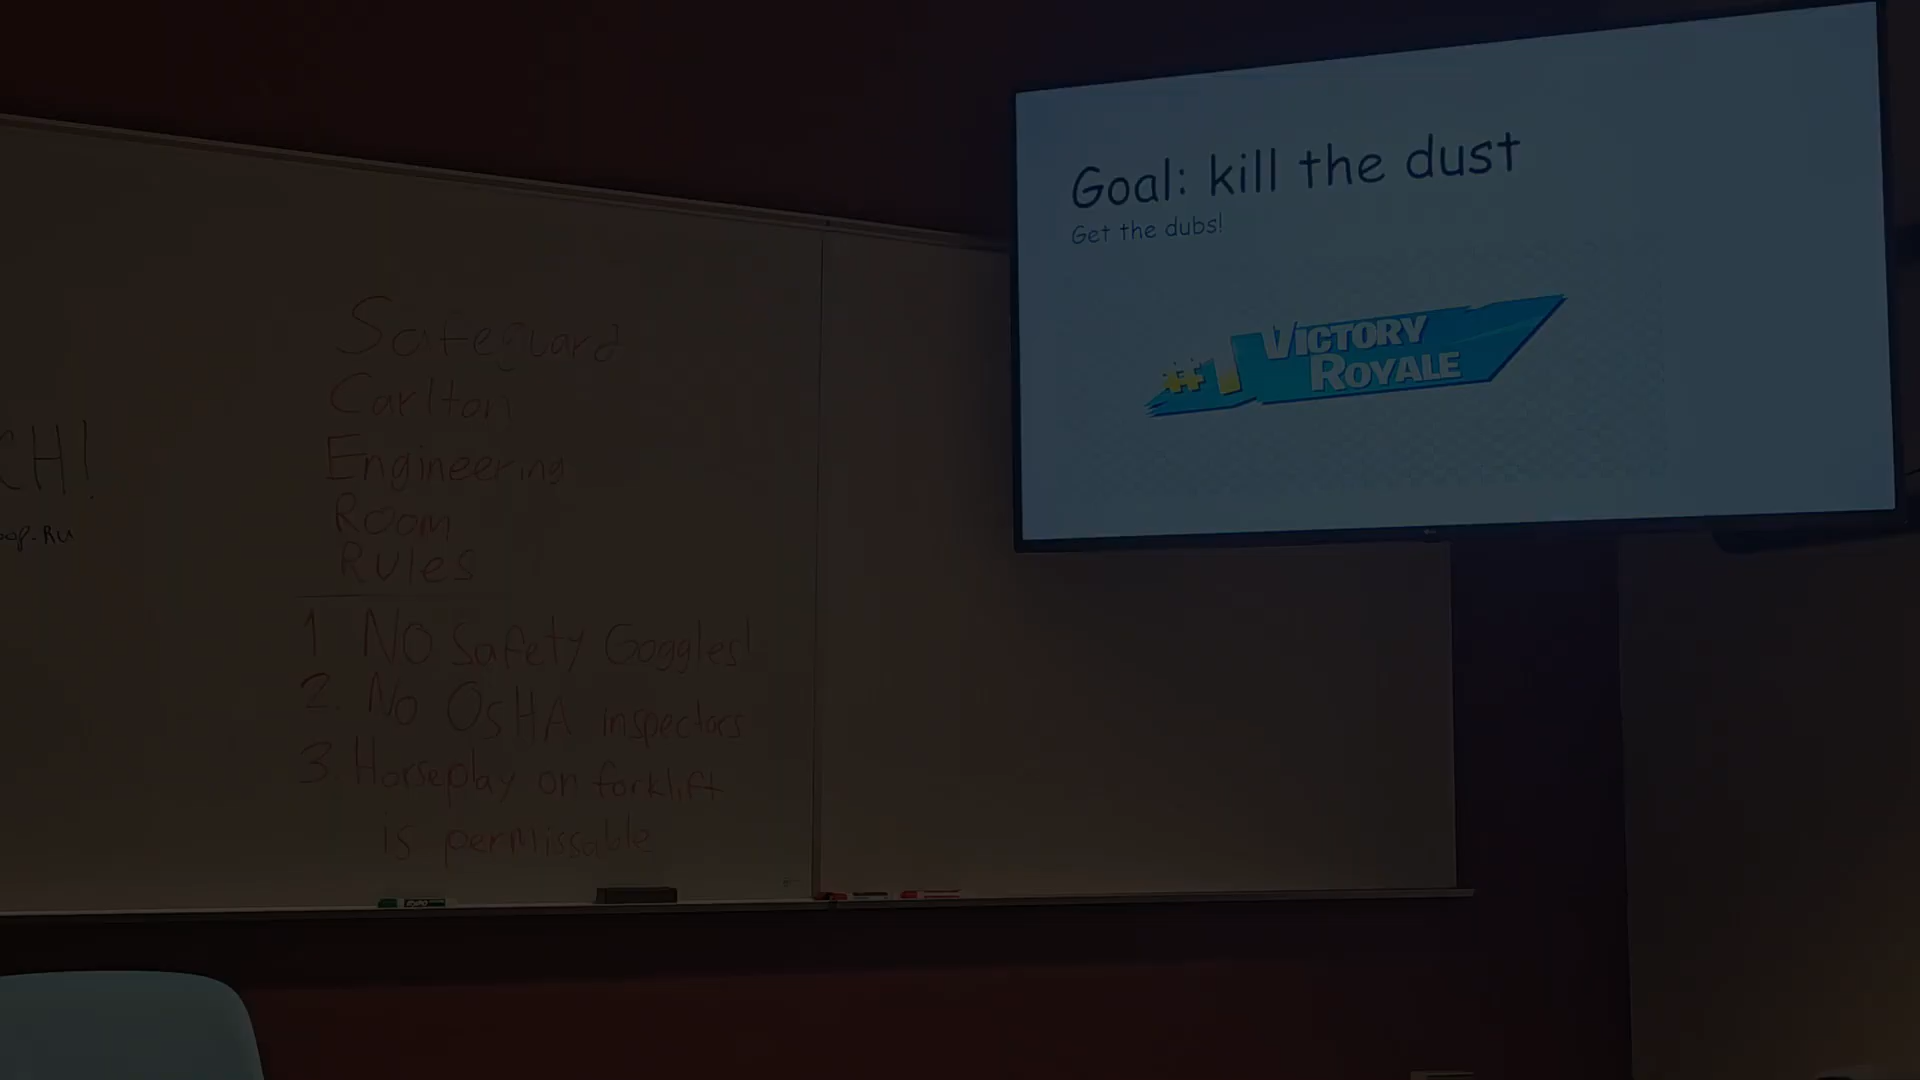 CH!
Safeguard
Carlton
Engineering
Room
Rules
1 NO Safety Goggles!
2. No OSHA inspectors
3. Horseplay on forklift
is permissable
EXPO
Goal: kill the dust
Get the dubs!
#1 VICTORY
ROYALE